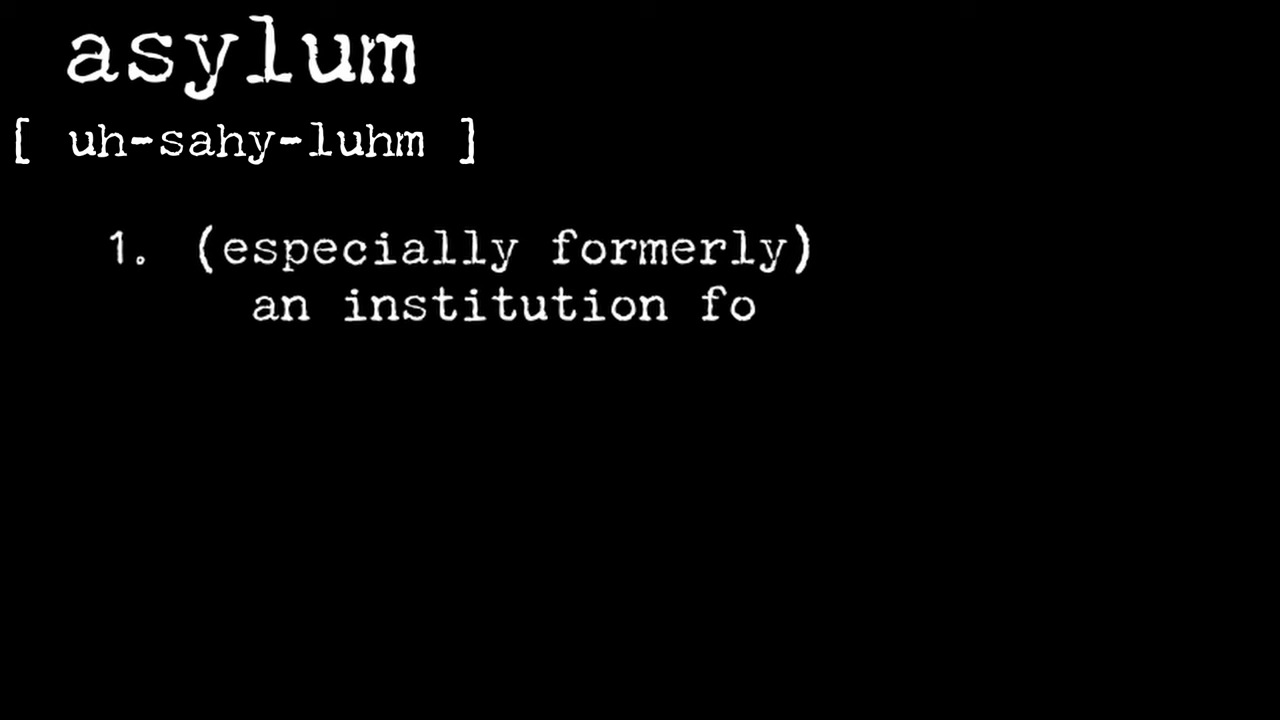 asylum
[ uh-sahy-luhm ]
1. (especially formerly)
an institution fo